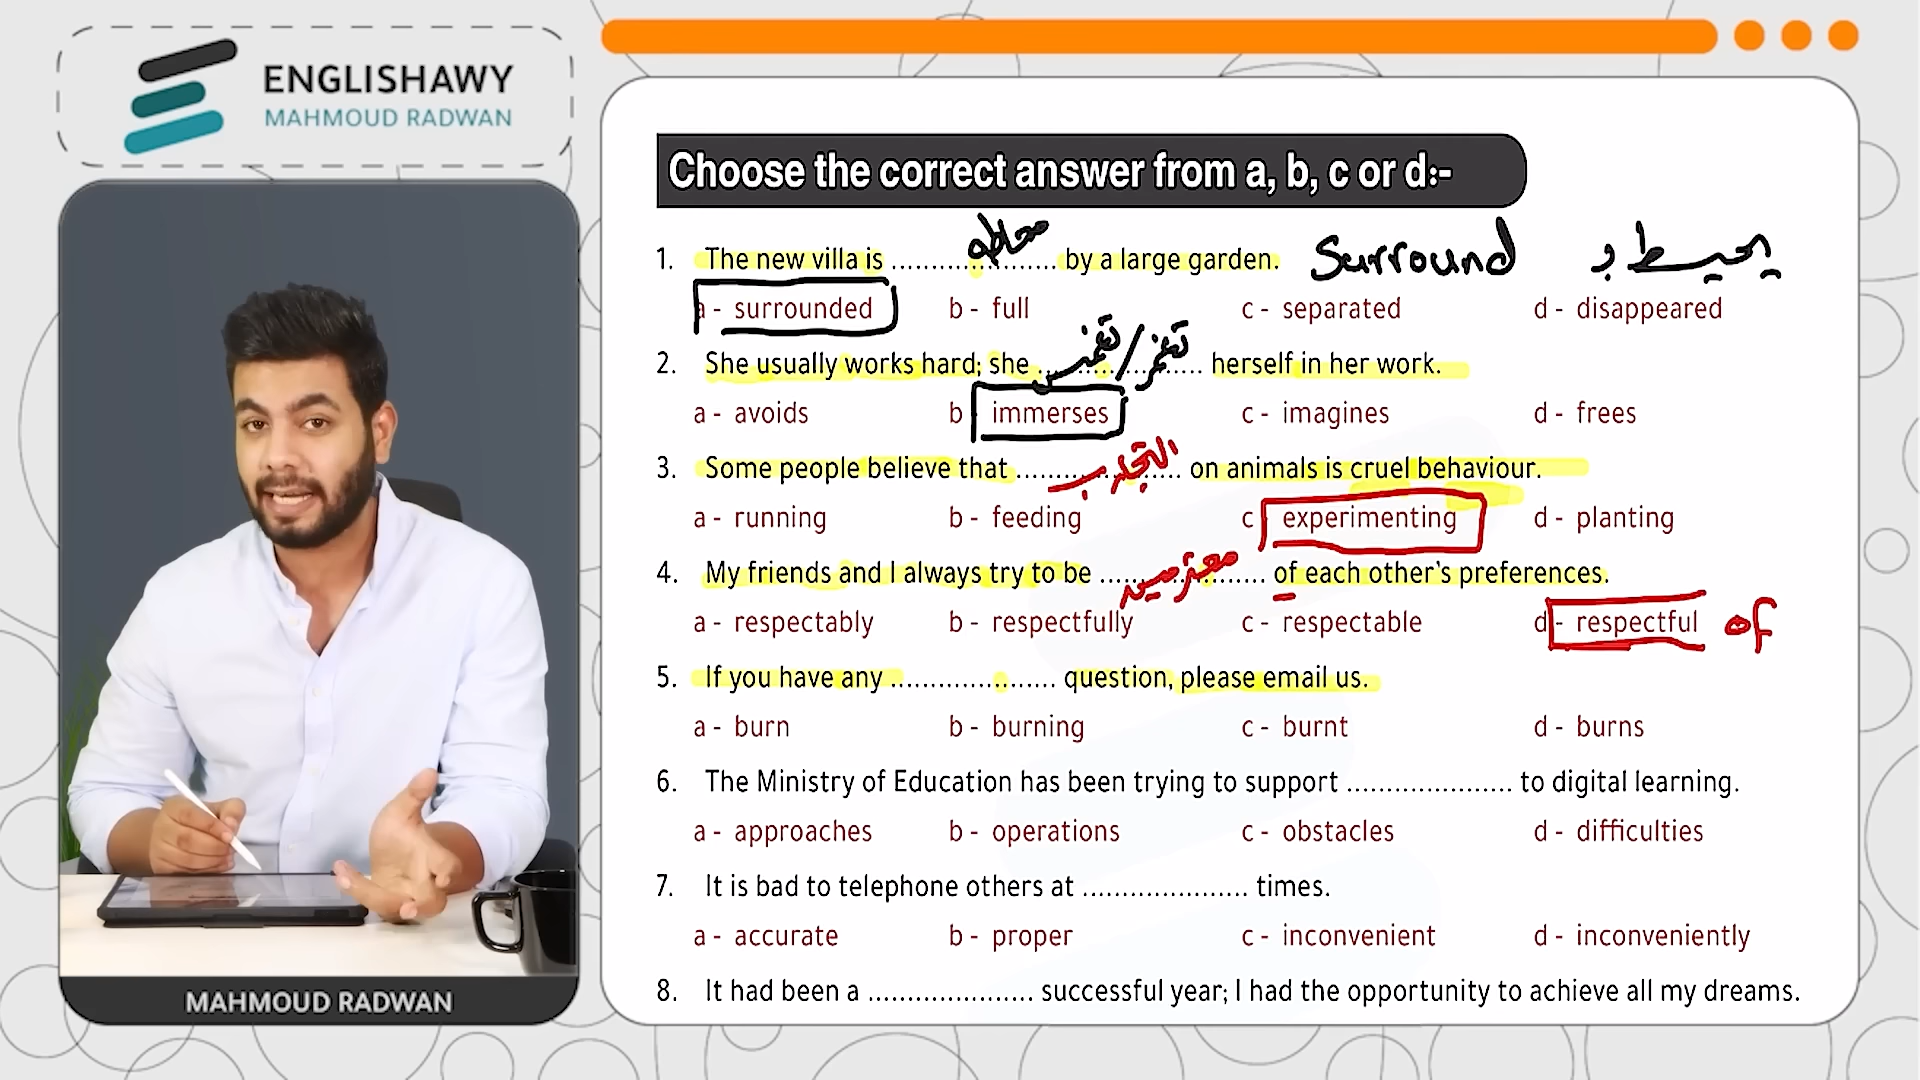 ENGLISHAWY
MAHMOUD RADWAN
Choose the correct answer from a, b, c or d:-
محاطه
1. The new villa is ..................... by a large garden. Surround يحيط بـ
a - surrounded b - full c - separated d - disappeared
تنغمر / تنغمس
2. She usually works hard; she ..................... herself in her work.
a - avoids b immerses c - imagines d - frees
التجارب
3. Some people believe that ..................... on animals is cruel behaviour.
a - running b - feeding c experimenting d - planting
محترمين
4. My friends and I always try to be ..................... of each other's preferences.
a - respectably b - respectfully c - respectable d - respectful of
5. If you have any ..................... question, please email us.
a - burn b - burning c - burnt d - burns
6. The Ministry of Education has been trying to support ..................... to digital learning.
a - approaches b - operations c - obstacles d - difficulties
7. It is bad to telephone others at ..................... times.
a - accurate b - proper c - inconvenient d - inconveniently
8. It had been a ..................... successful year; I had the opportunity to achieve all my dreams.
MAHMOUD RADWAN